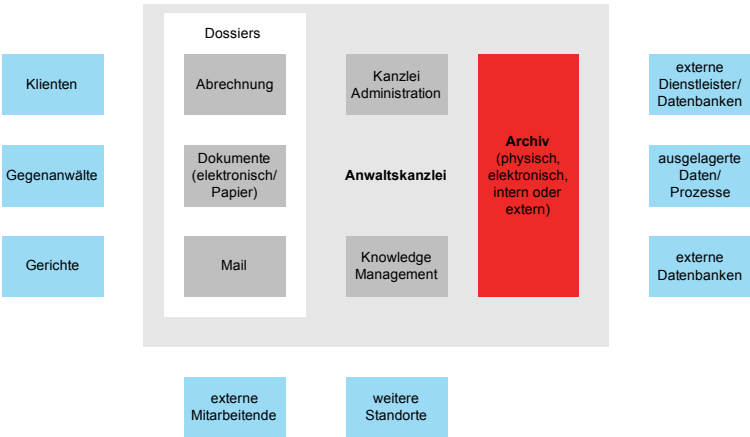 Dossiers
Klienten
Abrechnung
Kanzlei
Administration
externe
Dienstleister/
Datenbanken
Gegenanwälte
Dokumente
(elektronisch/
Papier)
Anwaltskanzlei
Archiv
(physisch,
elektronisch,
intern oder
extern)
ausgelagerte
Daten/
Prozesse
Gerichte
Mail
Knowledge
Management
externe
Datenbanken
externe
Mitarbeitende
weitere
Standorte